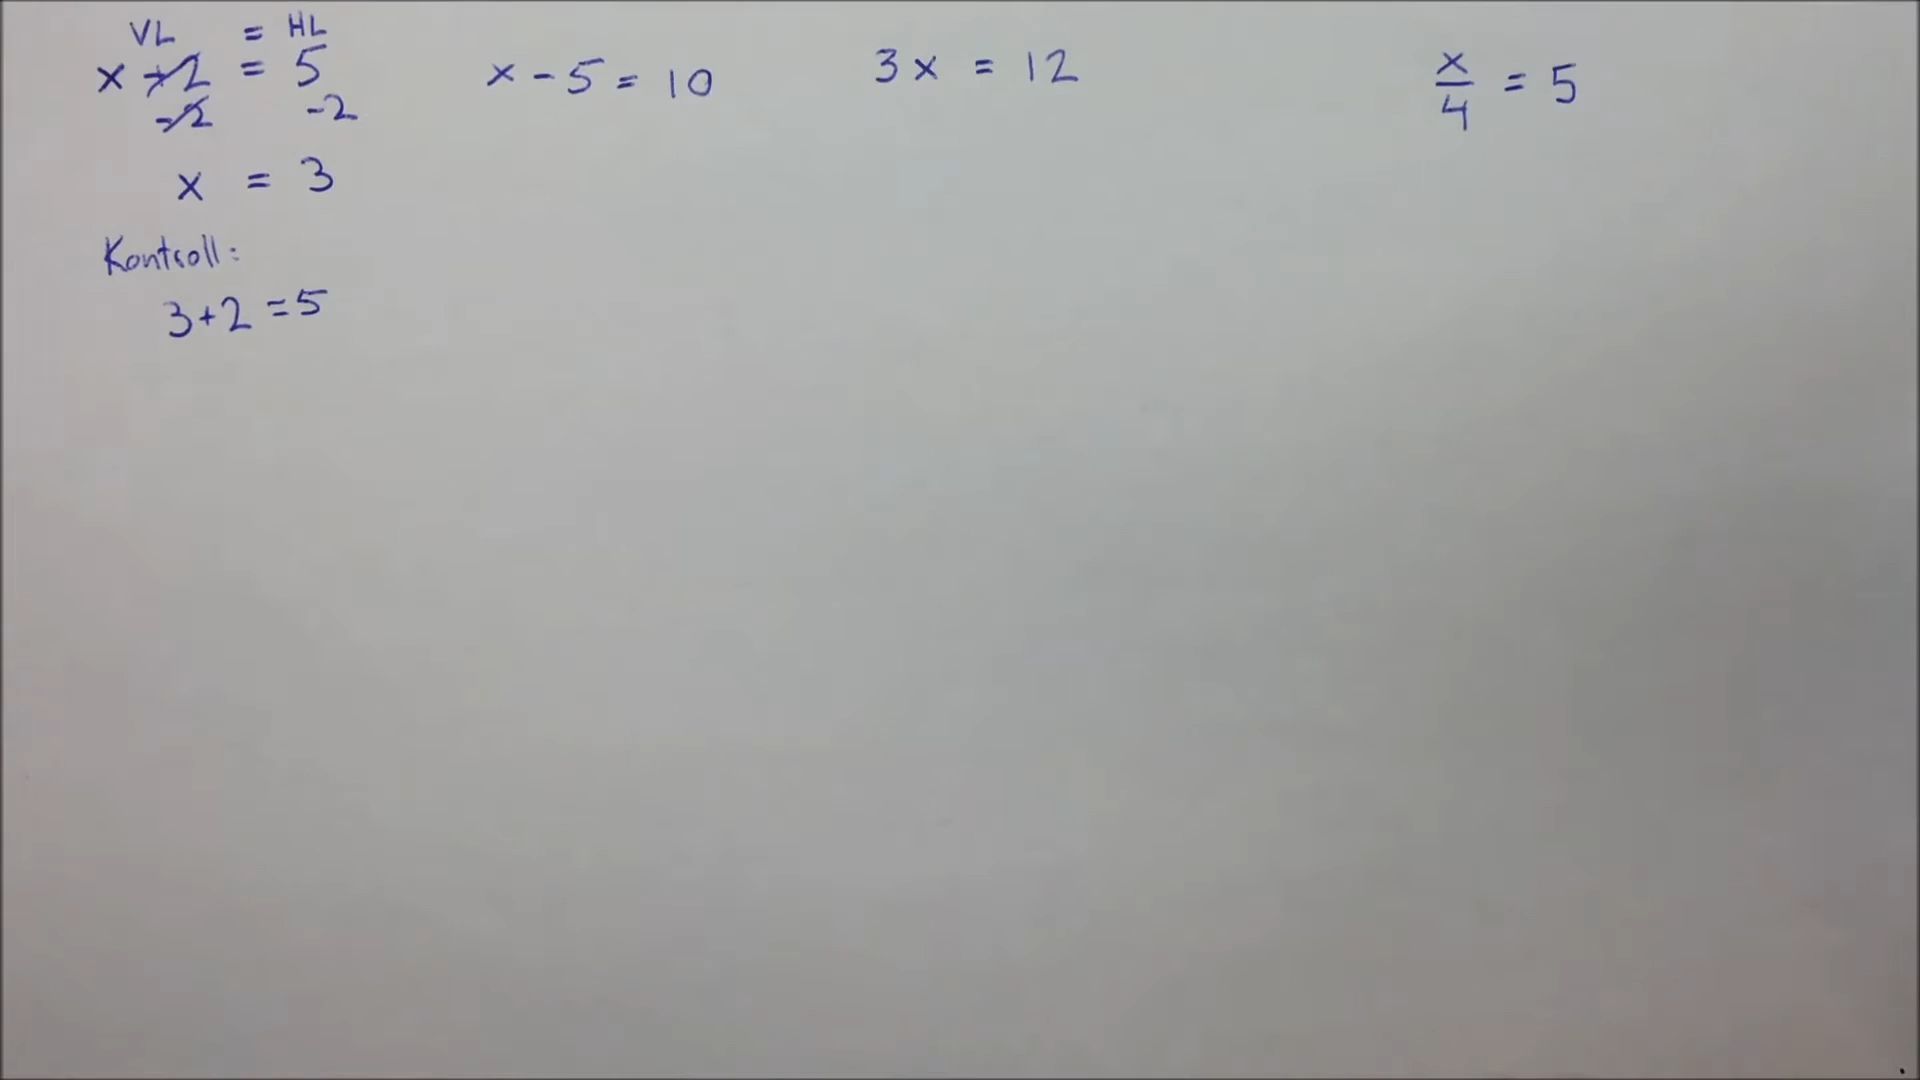 VL = HL
x + 2 = 5
- 2 - 2
x = 3
Kontroll:
3+2 = 5
x - 5 = 10
3x = 12
x/4 = 5